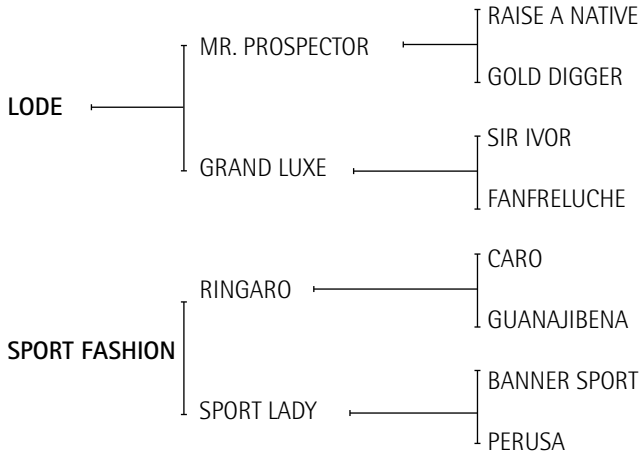 RAISE A NATIVE
MR. PROSPECTOR
GOLD DIGGER
LODE
SIR IVOR
GRAND LUXE
FANFRELUCHE
CARO
RINGARO
GUANAJIBENA
SPORT FASHION
BANNER SPORT
SPORT LADY
PERUSA